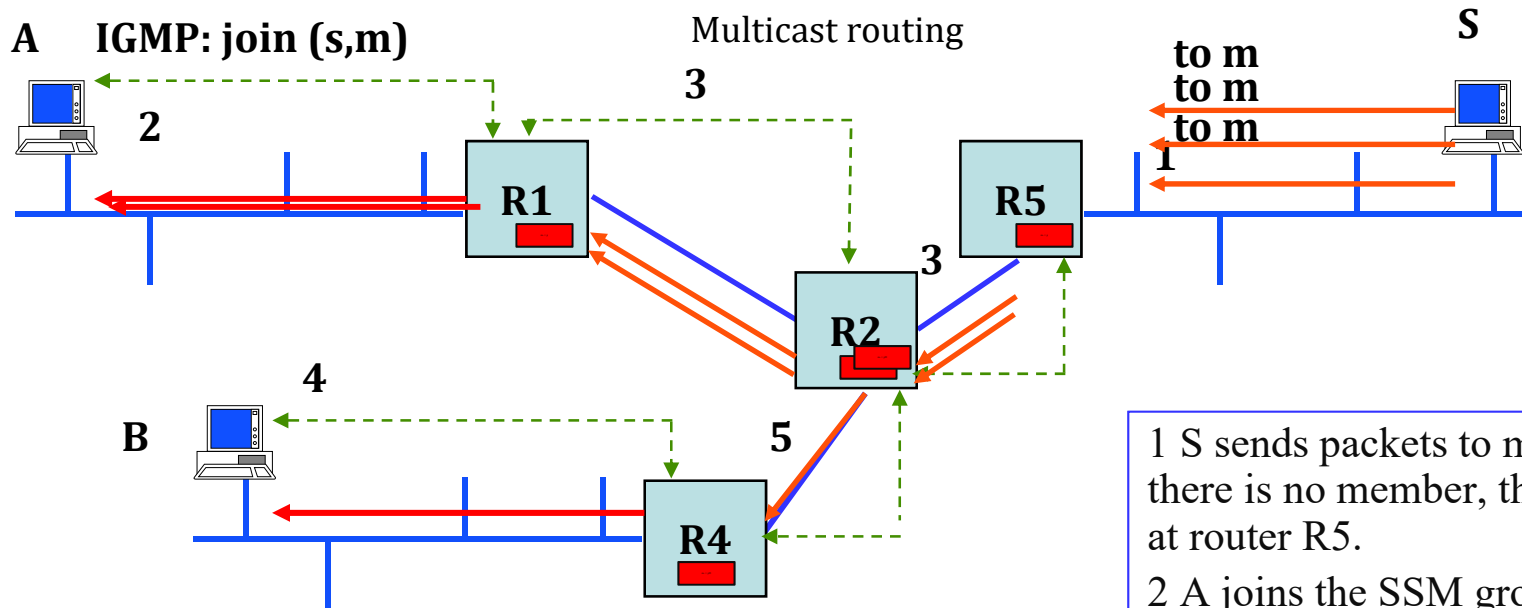 A IGMP: join (s,m)
Multicast routing
S
to m
to m
to m
1
3
2
R1
R5
3
R2
4
B
5
R4
1 S sends packets to m
there is no member, th
at router R5.
2 A joins the SSM gro